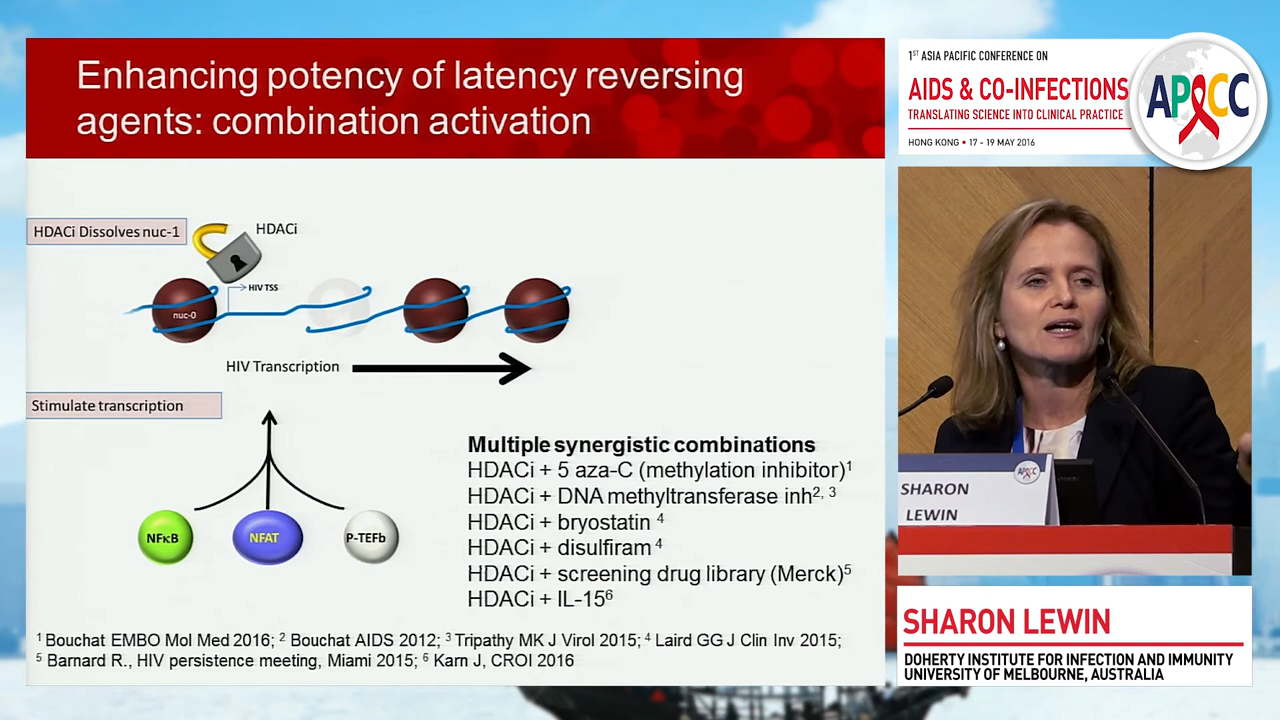 Enhancing potency of latency reversing
agents: combination activation
HDACi Dissolves nuc-1
HDACi
HIV TSS
nuc-0
HIV Transcription
Stimulate transcription
NFκB
NFAT
P-TEFb
Multiple synergistic combinations
HDACi + 5 aza-C (methylation inhibitor)1
HDACi + DNA methyltransferase inh2, 3
HDACi + bryostatin 4
HDACi + disulfiram 4
HDACi + screening drug library (Merck)5
HDACi + IL-156
1 Bouchat EMBO Mol Med 2016; 2 Bouchat AIDS 2012; 3 Tripathy MK J Virol 2015; 4 Laird GG J Clin Inv 2015;
5 Barnard R., HIV persistence meeting, Miami 2015; 6 Karn J, CROI 2016
1ST ASIA PACIFIC CONFERENCE ON
AIDS & CO-INFECTIONS
TRANSLATING SCIENCE INTO CLINICAL PRACTICE
HONG KONG • 17 - 19 MAY 2016
APACC
APACC
SHARON
LEWIN
SHARON LEWIN
DOHERTY INSTITUTE FOR INFECTION AND IMMUNITY
UNIVERSITY OF MELBOURNE, AUSTRALIA